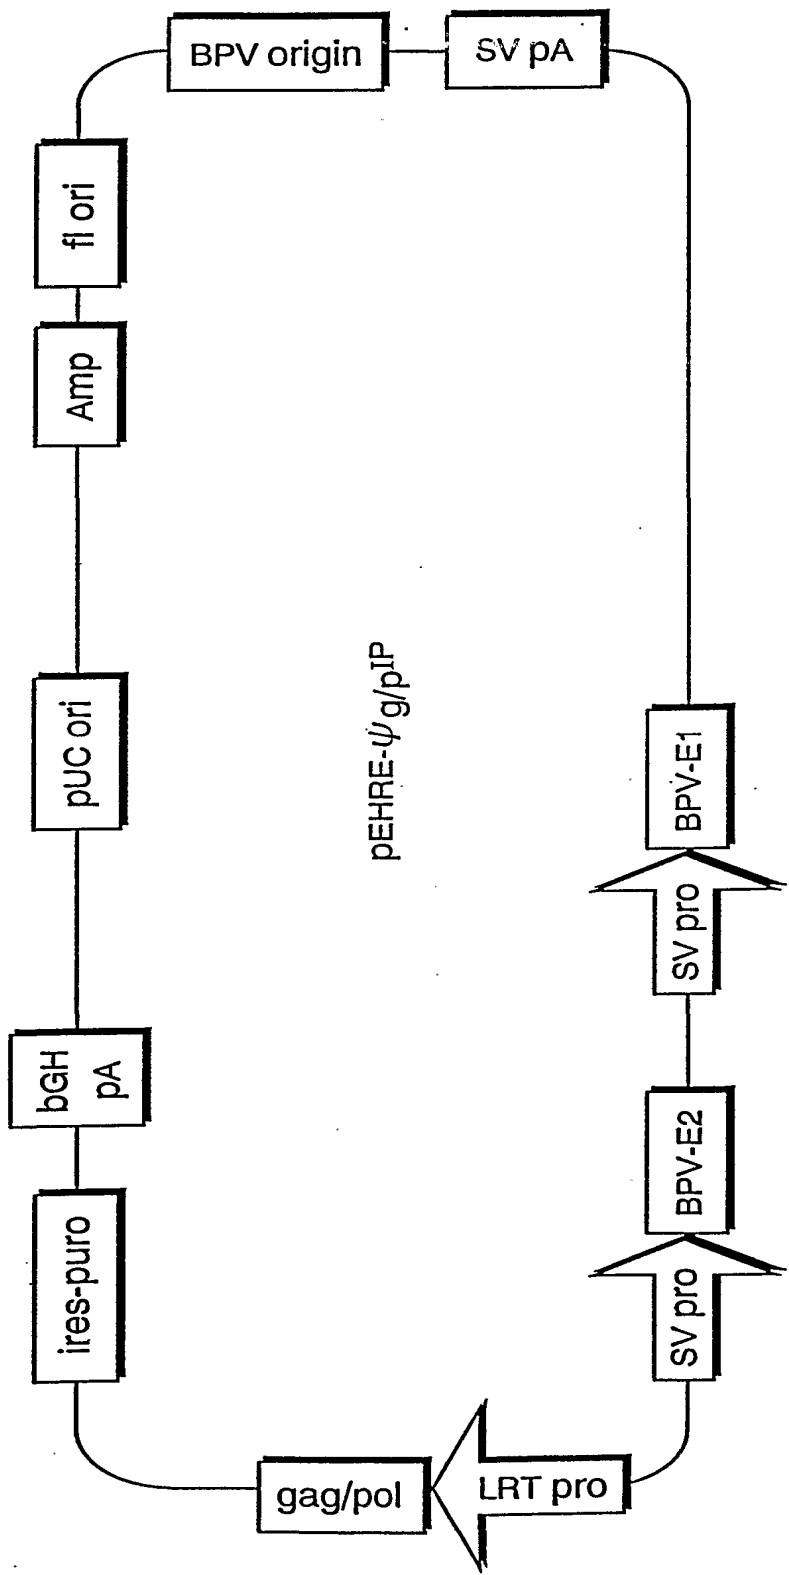 BPV origin
SV pA
fl ori
Amp
pUC ori
bGH
pA
ires-puro
gag/pol
LRT pro
SV pro
BPV-E2
SV pro
BPV-E1
pEHRE-ψg/pIP